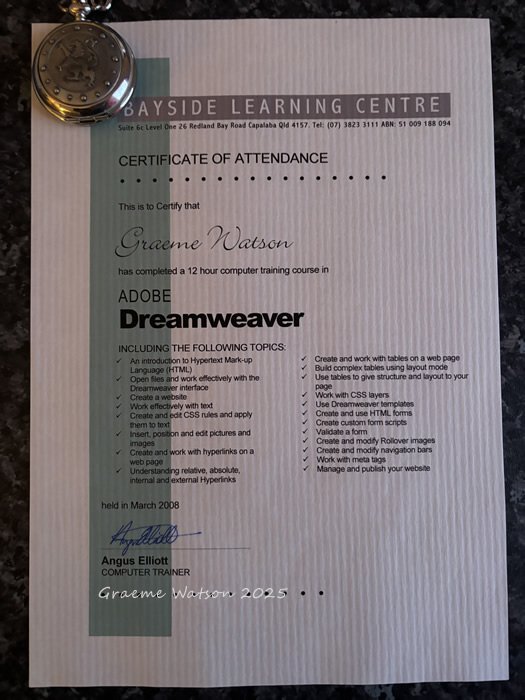 BAYSIDE LEARNING CENTRE
Suite 6c Level One 26 Redland Bay Road Capalaba Qld 4157. Tel: (07) 3823 3111 ABN: 51 009 188 094
CERTIFICATE OF ATTENDANCE
This is to Certify that
Graeme Watson
has completed a 12 hour computer training course in
ADOBE
Dreamweaver
INCLUDING THE FOLLOWING TOPICS:
✓ An introduction to Hypertext Mark-up
Language (HTML)
✓ Open files and work effectively with the
Dreamweaver interface
✓ Create a website
✓ Work effectively with text
✓ Create and edit CSS rules and apply
them to text
✓ Insert, position and edit pictures and
images
✓ Create and work with hyperlinks on a
web page
✓ Understanding relative, absolute,
internal and external Hyperlinks
✓ Create and work with tables on a web page
✓ Build complex tables using layout mode
✓ Use tables to give structure and layout to your
page
✓ Work with CSS layers
✓ Use Dreamweaver templates
✓ Create and use HTML forms
✓ Create custom form scripts
✓ Validate a form
✓ Create and modify Rollover images
✓ Create and modify navigation bars
✓ Work with meta tags
✓ Manage and publish your website
held in March 2008
Angus Elliott
COMPUTER TRAINER
Graeme Watson 2025